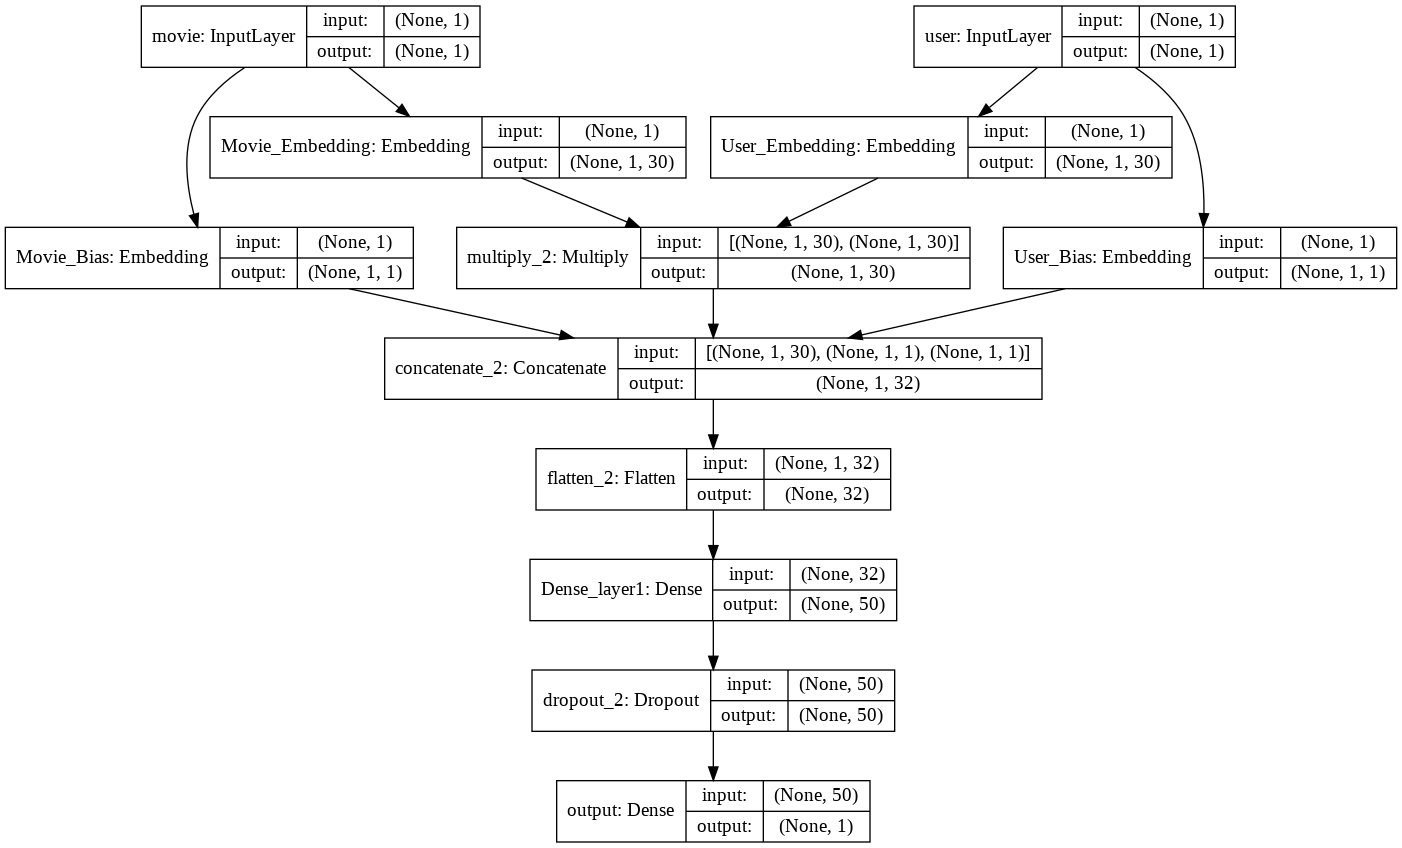 movie: InputLayer
input:
(None, 1)
output:
(None, 1)
user: InputLayer
input:
(None, 1)
output:
(None, 1)
Movie_Embedding: Embedding
input:
(None, 1)
output:
(None, 1, 30)
User_Embedding: Embedding
input:
(None, 1)
output:
(None, 1, 30)
Movie_Bias: Embedding
input:
(None, 1)
output:
(None, 1, 1)
multiply_2: Multiply
input:
[(None, 1, 30), (None, 1, 30)]
output:
(None, 1, 30)
User_Bias: Embedding
input:
(None, 1)
output:
(None, 1, 1)
concatenate_2: Concatenate
input:
[(None, 1, 30), (None, 1, 1), (None, 1, 1)]
output:
(None, 1, 32)
flatten_2: Flatten
input:
(None, 1, 32)
output:
(None, 32)
Dense_layer1: Dense
input:
(None, 32)
output:
(None, 50)
dropout_2: Dropout
input:
(None, 50)
output:
(None, 50)
output: Dense
input:
(None, 50)
output:
(None, 1)